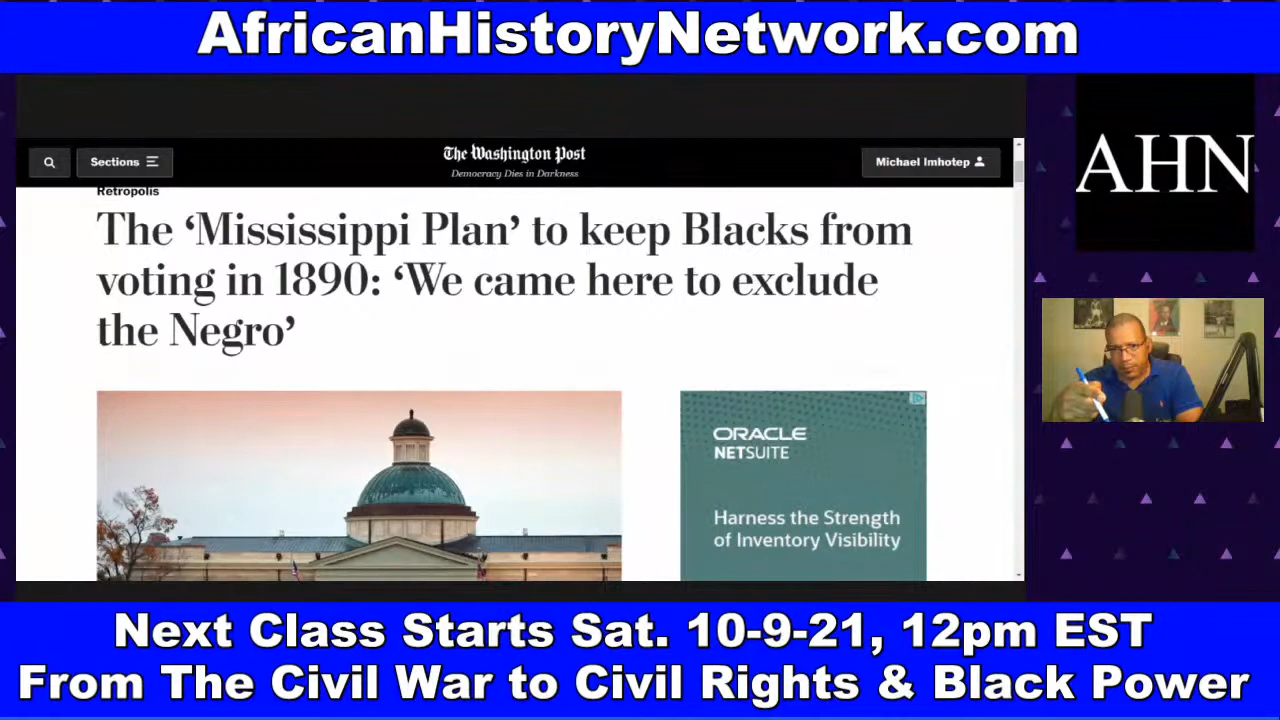 AfricanHistoryNetwork.com
Sections
The Washington Post
Democracy Dies in Darkness
Michael Imhotep
AHN
Retropolis
The ‘Mississippi Plan’ to keep Blacks from
voting in 1890: ‘We came here to exclude
the Negro’
ORACLE
NETSUITE
Harness the Strength
of Inventory Visibility
Next Class Starts Sat. 10-9-21, 12pm EST
From The Civil War to Civil Rights & Black Power